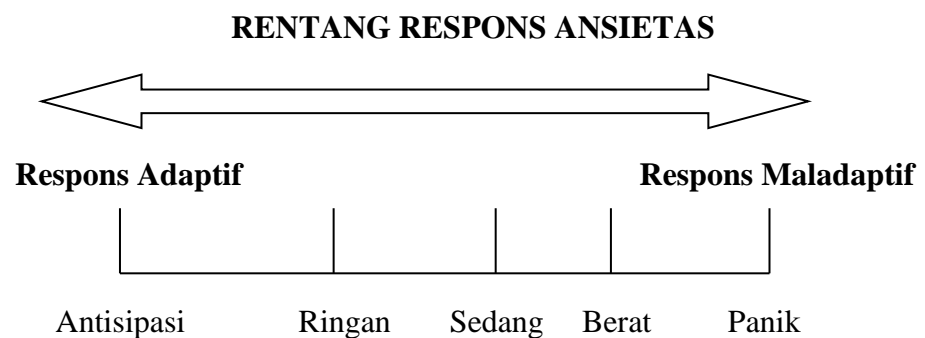 RENTANG RESPONS ANSIETAS
Respons Adaptif Respons Maladaptif
Antisipasi Ringan Sedang Berat Panik